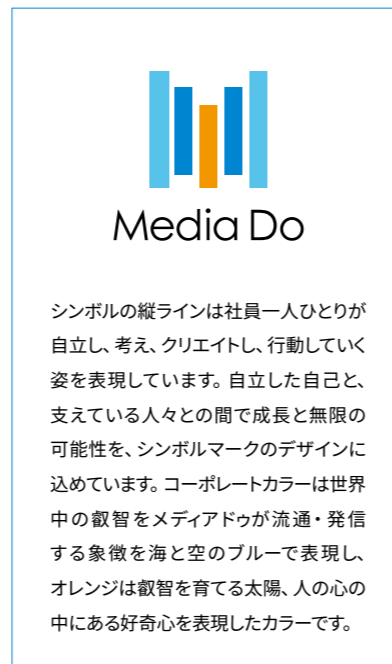 Media Do
シンボルの縦ラインは社員一人ひとりが
自立し、考え、クリエイトし、行動していく
姿を表現しています。自立した自己と、
支えている人々との間で成長と無限の
可能性を、シンボルマークのデザインに
込めています。コーポレートカラーは世界
中の叡智をメディアドゥが流通・発信
する象徴を海と空のブルーで表現し、
オレンジは叡智を育てる太陽、人の心の
中にある好奇心を表現したカラーです。